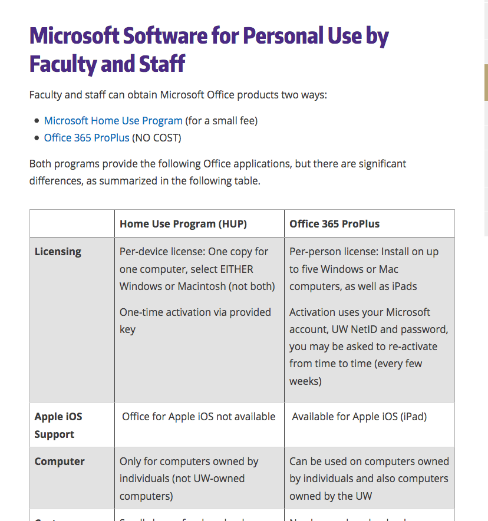 Microsoft Software for Personal Use by
Faculty and Staff
Faculty and staff can obtain Microsoft Office products two ways:
• Microsoft Home Use Program (for a small fee)
• Office 365 ProPlus (NO COST)
Both programs provide the following Office applications, but there are significant
differences, as summarized in the following table.
Home Use Program (HUP)
Office 365 ProPlus
Licensing
Per-device license: One copy for
one computer, select EITHER
Windows or Macintosh (not both)
One-time activation via provided
key
Per-person license: Install on up
to five Windows or Mac
computers, as well as iPads
Activation uses your Microsoft
account, UW NetID and password,
you may be asked to re-activate
from time to time (every few
weeks)
Apple iOS
Support
Office for Apple iOS not available
Available for Apple iOS (iPad)
Computer
Only for computers owned by
individuals (not UW-owned
computers)
Can be used on computers owned
by individuals and also computers
owned by the UW